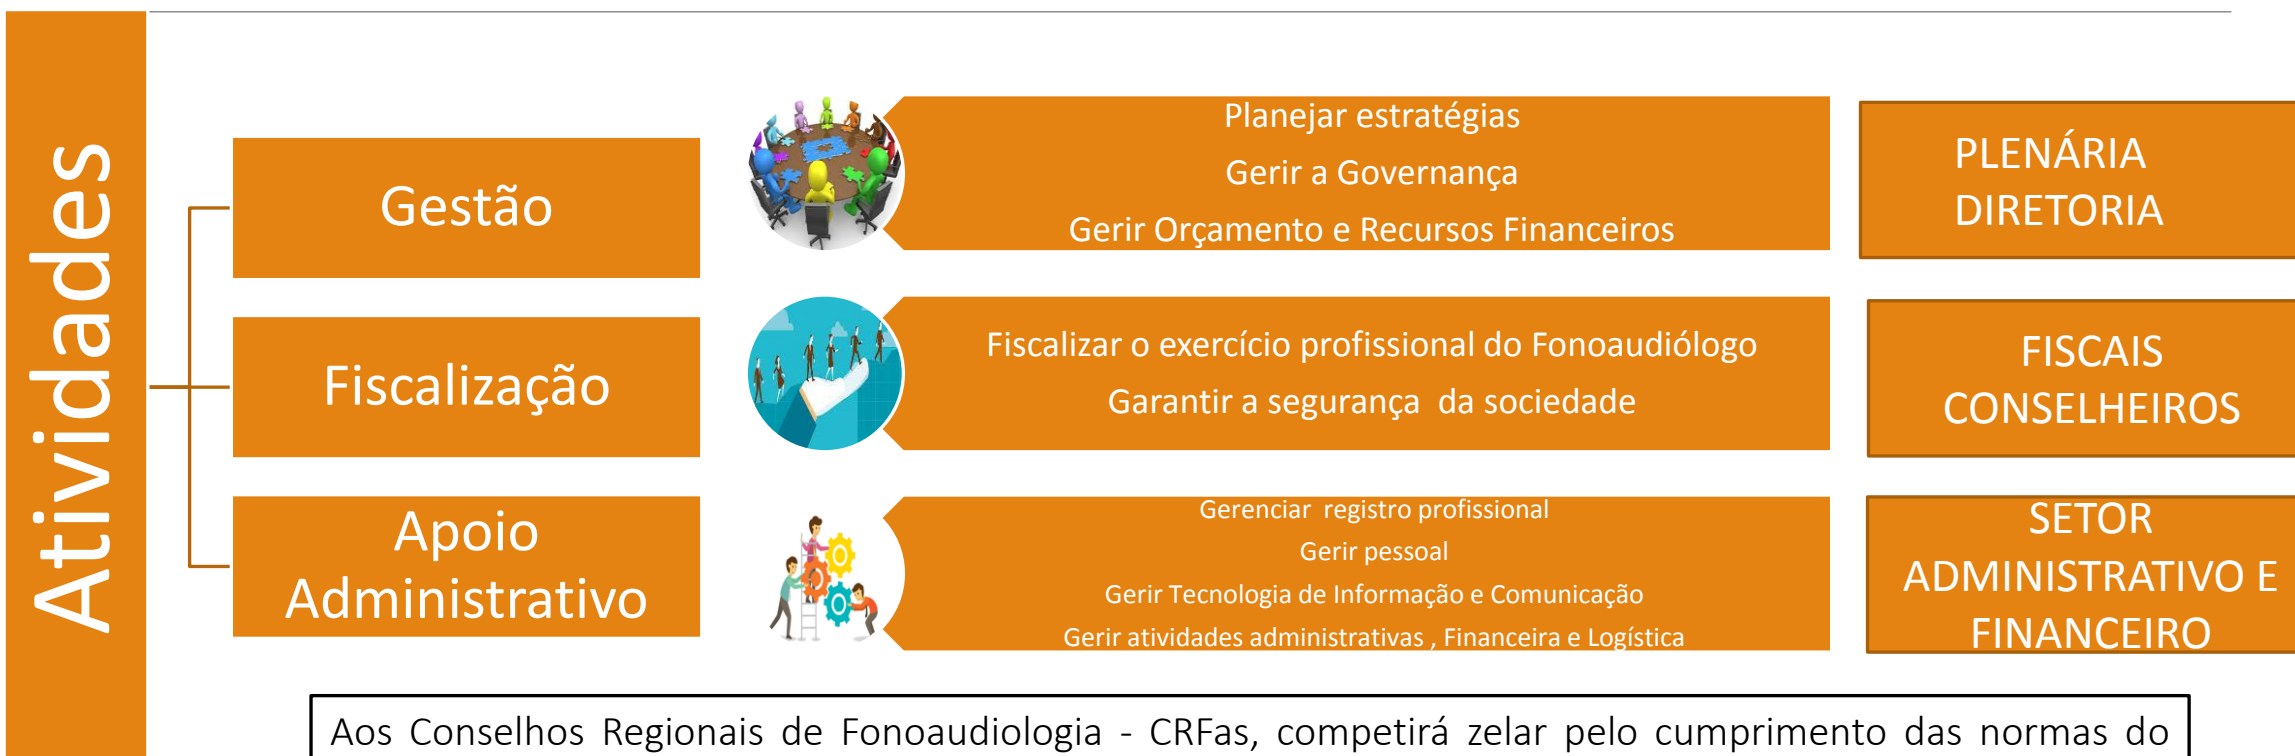 Atividades
Gestão
Planejar estratégias
Gerir a Governança
Gerir Orçamento e Recursos Financeiros
PLENÁRIA
DIRETORIA
Fiscalização
Fiscalizar o exercício profissional do Fonoaudiólogo
Garantir a segurança  da sociedade
FISCAIS
CONSELHEIROS
Apoio
Administrativo
Gerenciar  registro profissional
Gerir pessoal
Gerir Tecnologia de Informação e Comunicação
Gerir atividades administrativas , Financeira e Logística
SETOR
ADMINISTRATIVO E
FINANCEIRO
Aos Conselhos Regionais de Fonoaudiologia - CRFas, competirá zelar pelo cumprimento das normas do